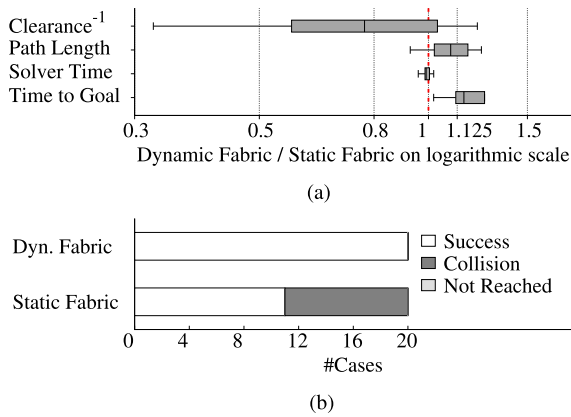 Clearance⁻¹
Path Length
Solver Time
Time to Goal
0.3 0.5 0.8 1 1.125 1.5
Dynamic Fabric / Static Fabric on logarithmic scale
(a)
Dyn. Fabric
Static Fabric
Success
Collision
Not Reached
0 4 8 12 16 20
#Cases
(b)